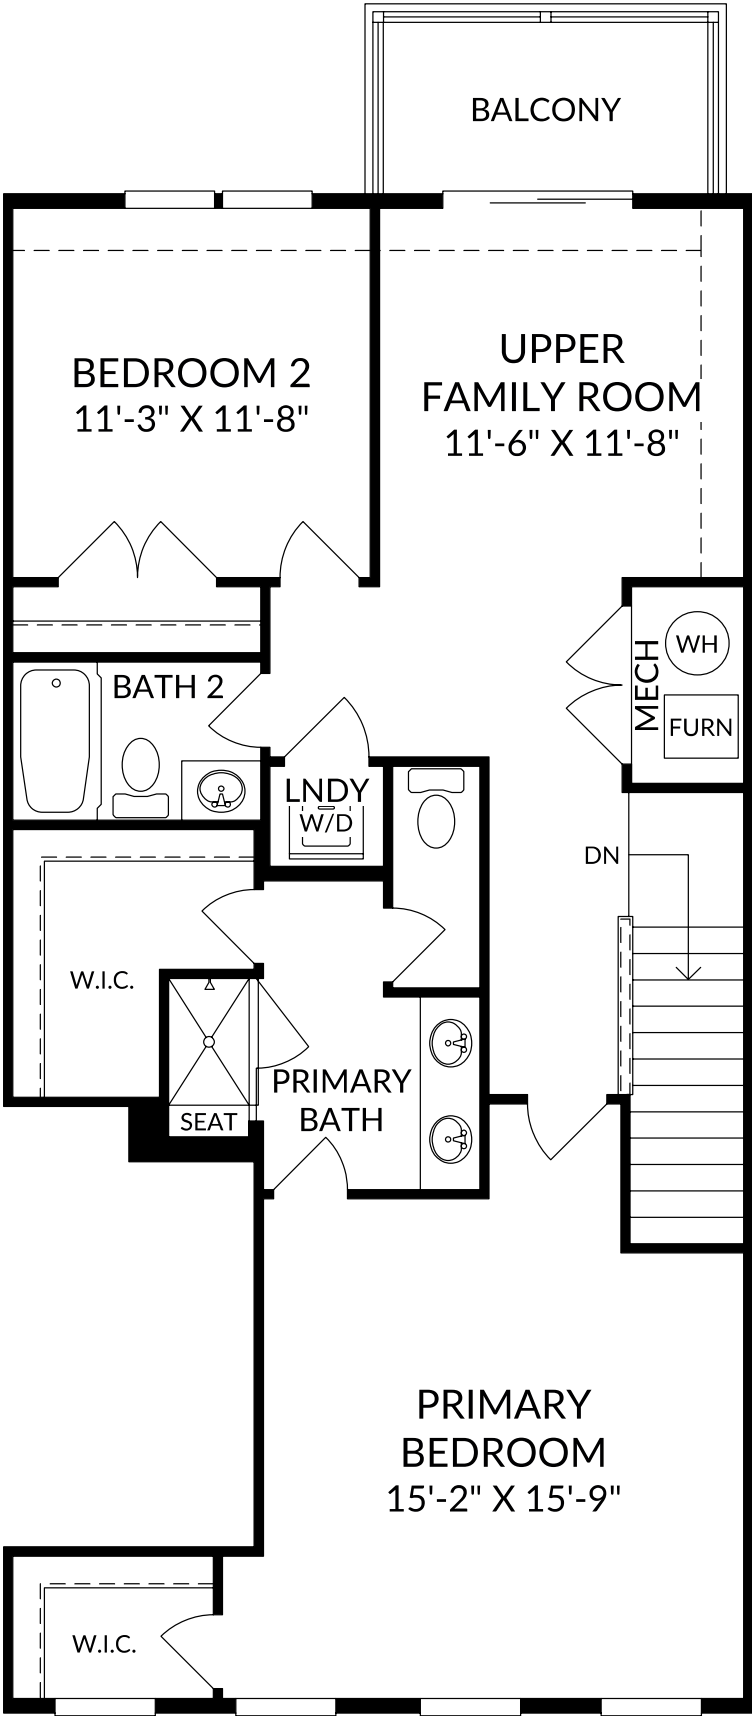 BALCONY
UPPER
FAMILY ROOM
11'-6" X 11'-8"
BEDROOM 2
11'-3" X 11'-8"
WH
MECH
FURN
BATH 2
LNDY
W/D
DN
W.I.C.
PRIMARY
BATH
SEAT
PRIMARY
BEDROOM
15'-2" X 15'-9"
W.I.C.